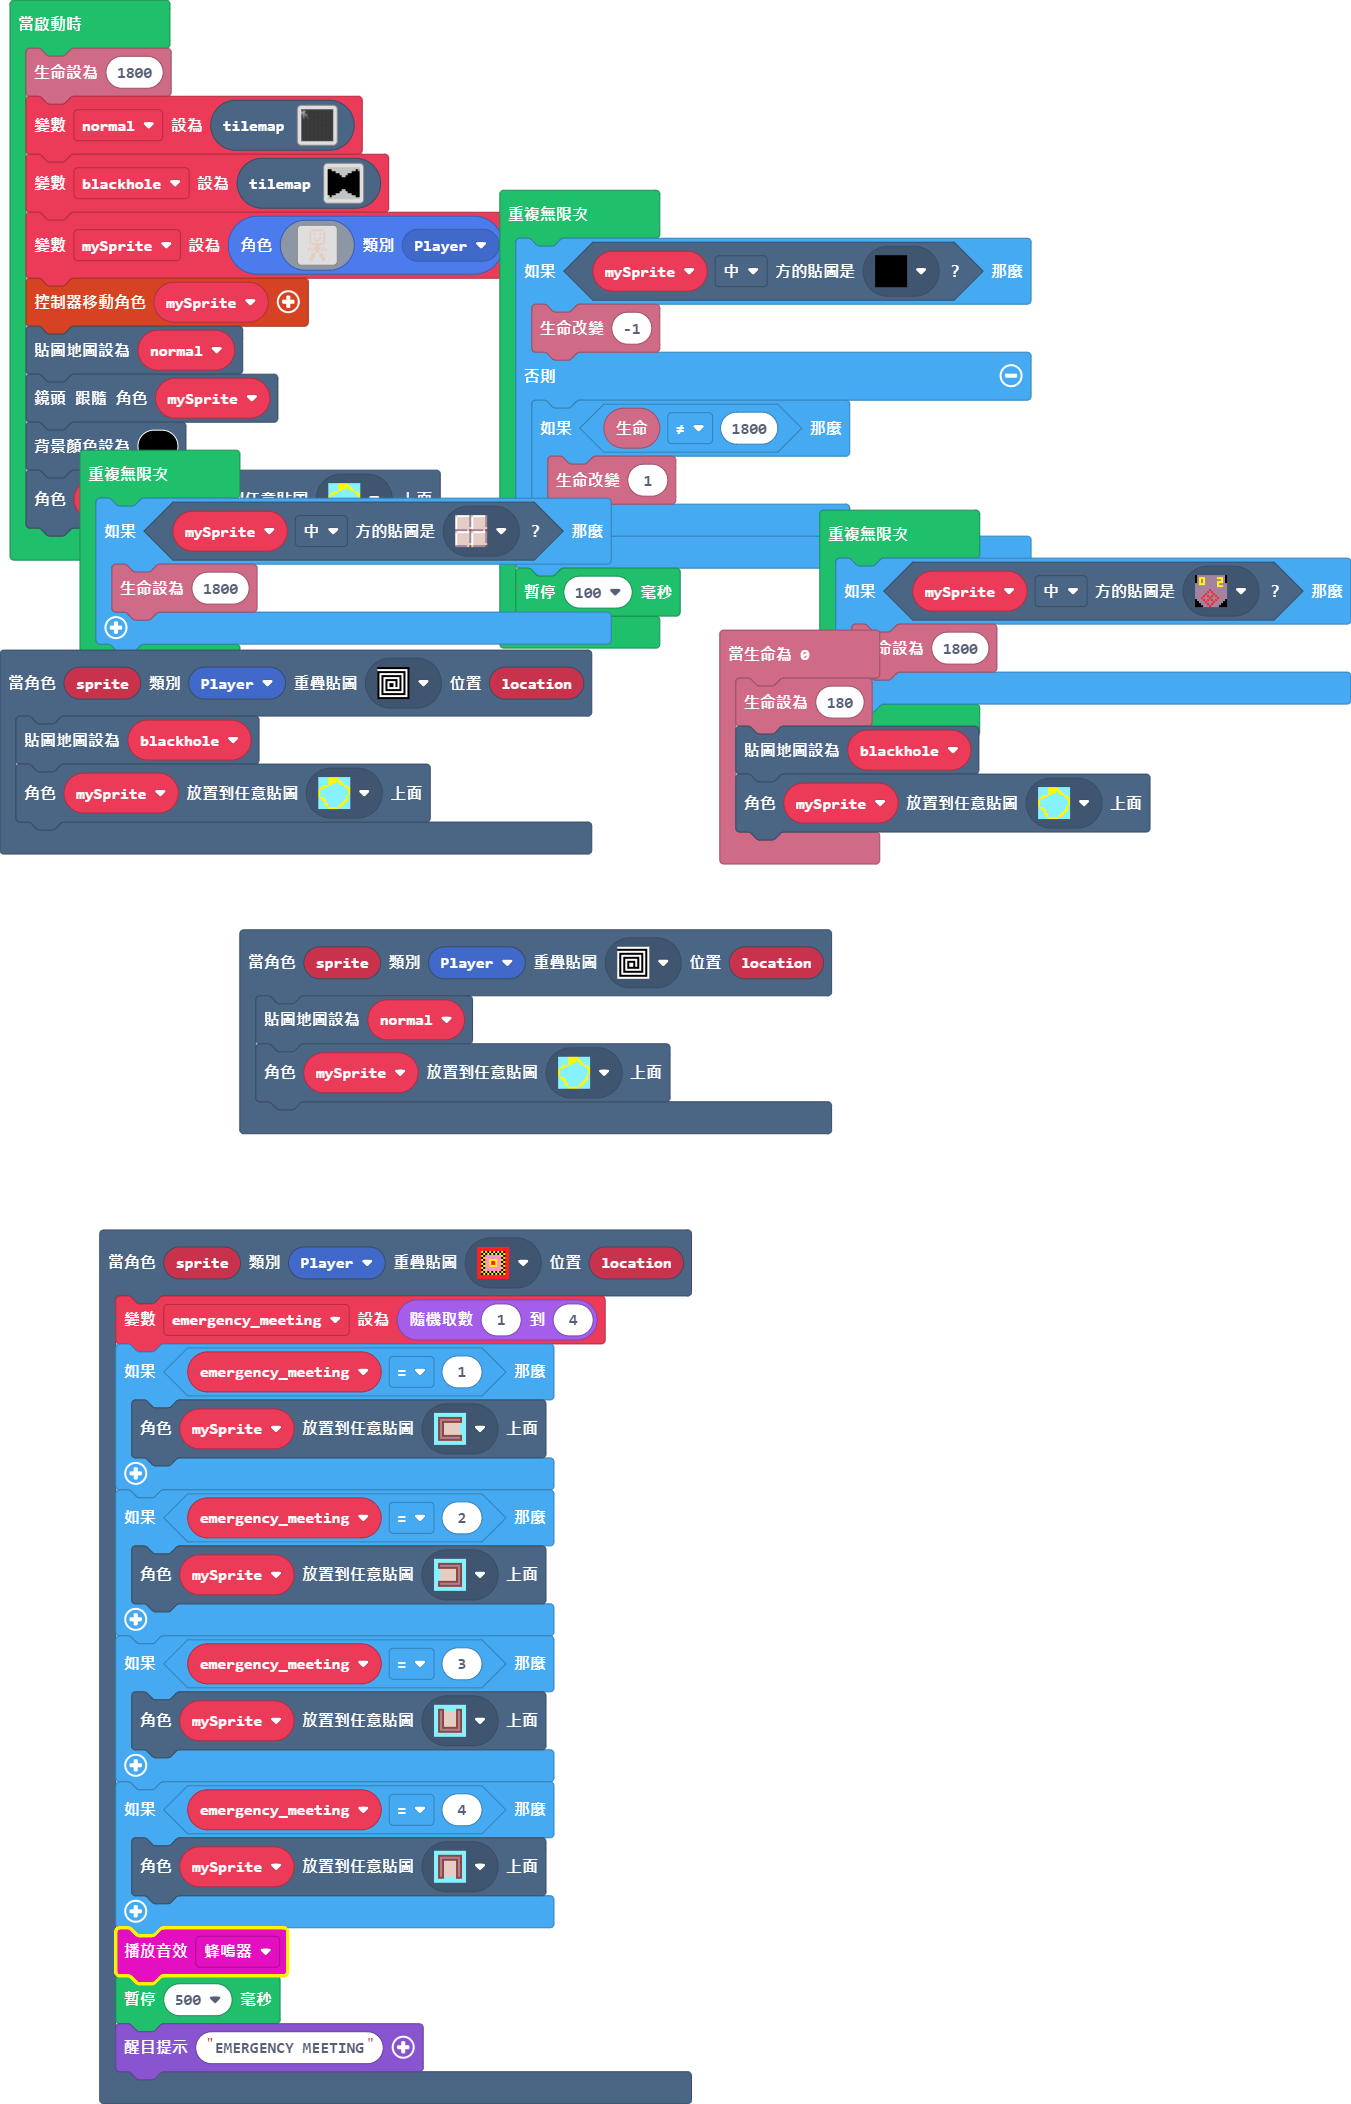 當啟動時
生命設為 1800
變數 normal 設為 tilemap
變數 blackhole 設為 tilemap
變數 mySprite 設為 角色 類別 Player
控制器移動角色 mySprite
貼圖地圖設為 normal
鏡頭 跟隨 角色 mySprite
背景顏色設為
角色 到任意貼圖 上面
重複無限次
如果 mySprite 中 方的貼圖是 ? 那麼
生命改變 -1
否則
如果 生命 ≠ 1800 那麼
生命改變 1
暫停 100 毫秒
重複無限次
如果 mySprite 中 方的貼圖是 ? 那麼
生命設為 1800
重複無限次
如果 mySprite 中 方的貼圖是 ? 那麼
命設為 1800
當角色 sprite 類別 Player 重疊貼圖 位置 location
貼圖地圖設為 blackhole
角色 mySprite 放置到任意貼圖 上面
當生命為 0
生命設為 180
貼圖地圖設為 blackhole
角色 mySprite 放置到任意貼圖 上面
當角色 sprite 類別 Player 重疊貼圖 位置 location
貼圖地圖設為 normal
角色 mySprite 放置到任意貼圖 上面
當角色 sprite 類別 Player 重疊貼圖 位置 location
變數 emergency_meeting 設為 隨機取數 1 到 4
如果 emergency_meeting = 1 那麼
角色 mySprite 放置到任意貼圖 上面
如果 emergency_meeting = 2 那麼
角色 mySprite 放置到任意貼圖 上面
如果 emergency_meeting = 3 那麼
角色 mySprite 放置到任意貼圖 上面
如果 emergency_meeting = 4 那麼
角色 mySprite 放置到任意貼圖 上面
播放音效 蜂鳴器
暫停 500 毫秒
醒目提示 "EMERGENCY MEETING"